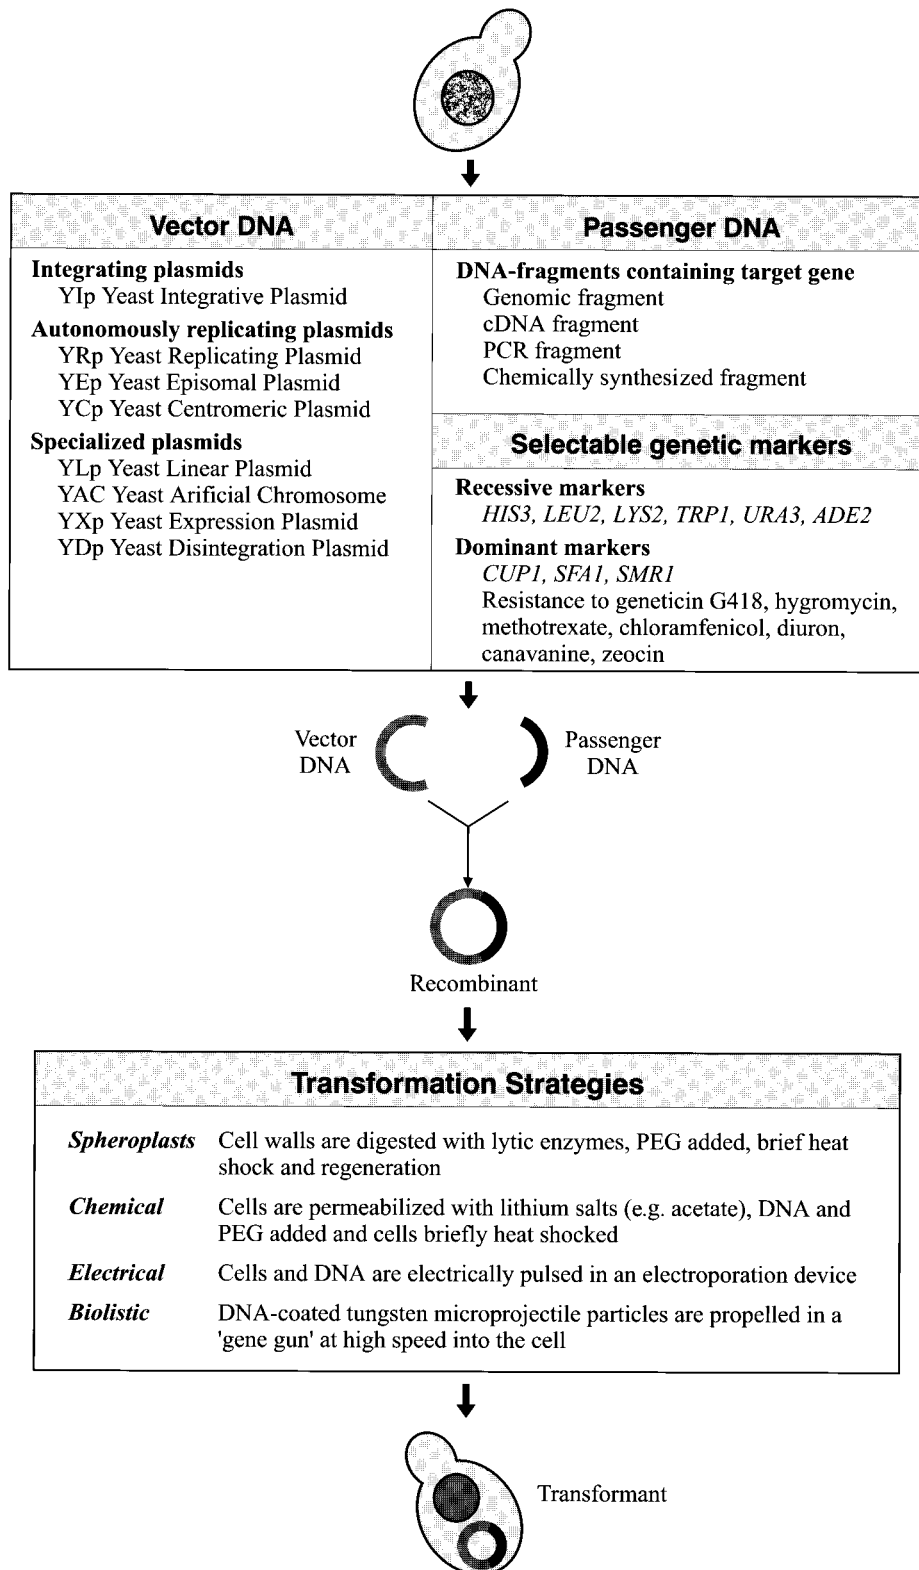 Vector DNA
Integrating plasmids
YIp Yeast Integrative Plasmid
Autonomously replicating plasmids
YRp Yeast Replicating Plasmid
YEp Yeast Episomal Plasmid
YCp Yeast Centromeric Plasmid
Specialized plasmids
YLp Yeast Linear Plasmid
YAC Yeast Arificial Chromosome
YXp Yeast Expression Plasmid
YDp Yeast Disintegration Plasmid
Passenger DNA
DNA-fragments containing target gene
Genomic fragment
cDNA fragment
PCR fragment
Chemically synthesized fragment
Selectable genetic markers
Recessive markers
HIS3, LEU2, LYS2, TRP1, URA3, ADE2
Dominant markers
CUP1, SFA1, SMR1
Resistance to geneticin G418, hygromycin,
methotrexate, chloramfenicol, diuron,
canavanine, zeocin
Vector
DNA
Passenger
DNA
Recombinant
Transformation Strategies
Spheroplasts Cell walls are digested with lytic enzymes, PEG added, brief heat
shock and regeneration
Chemical Cells are permeabilized with lithium salts (e.g. acetate), DNA and
PEG added and cells briefly heat shocked
Electrical Cells and DNA are electrically pulsed in an electroporation device
Biolistic DNA-coated tungsten microprojectile particles are propelled in a
'gene gun' at high speed into the cell
Transformant